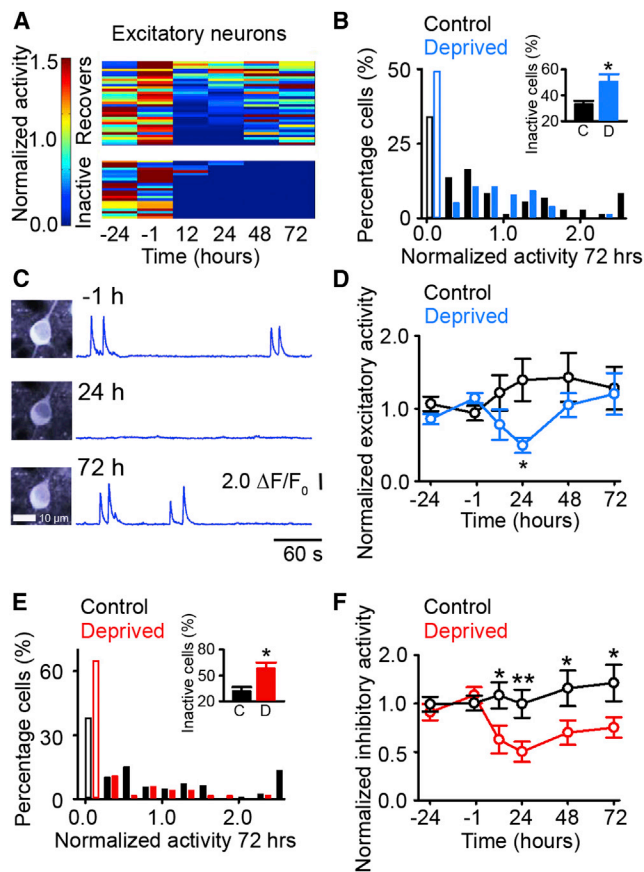 A
Excitatory neurons
Normalized activity
1.5
1.0
0.0
Recovers
Inactive
-24 -1 12 24 48 72
Time (hours)
B
Control
Deprived
Percentage cells (%)
50
25
0
0.0 1.0 2.0
Normalized activity 72 hrs
Inactive cells (%)
60
40
20
*
C D
C
-1 h
24 h
72 h
10 µm
2.0 ΔF/F0
60 s
D
Control
Deprived
Normalized excitatory activity
2.0
1.0
0.0
*
-24 -1 24 48 72
Time (hours)
E
Control
Deprived
Percentage cells (%)
60
30
0
0.0 1.0 2.0
Normalized activity 72 hrs
Inactive cells (%)
80
60
40
20
*
C D
F
Control
Deprived
Normalized inhibitory activity
2.0
1.0
0.5
0.0
* ** * *
-24 -1 24 48 72
Time (hours)